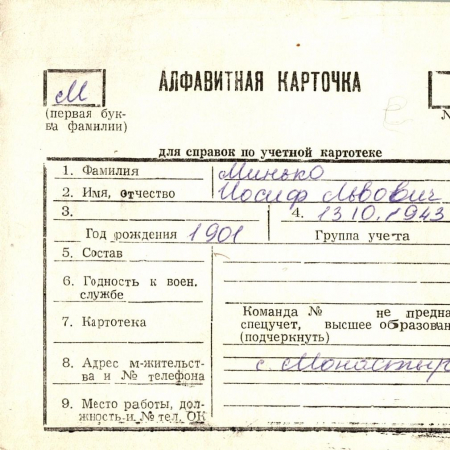 АЛФАВИТНАЯ КАРТОЧКА
М
(первая бук-
ва фамилии)
для справок по учетной картотеке
1. Фамилия Минько
2. Имя, отчество Иосиф Львович
3. 4. 13.10.1943
Год рождения 1901 Группа учета
5. Состав
6. Годность к воен.
службе
Команда № не предна
7. Картотека спецучет, высшее образован
(подчеркнуть)
8. Адрес м-жительст-
ва и № телефона с. Монастыр
9. Место работы, дол-
жность и № тел. ОК